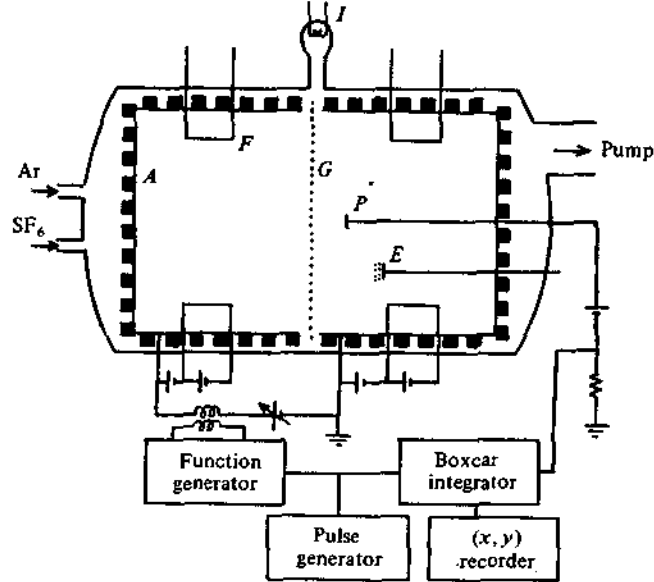 I
F
A
G
Ar
SF₆
P
E
Pump
Function
generator
Boxcar
integrator
Pulse
generator
(x, y)
recorder